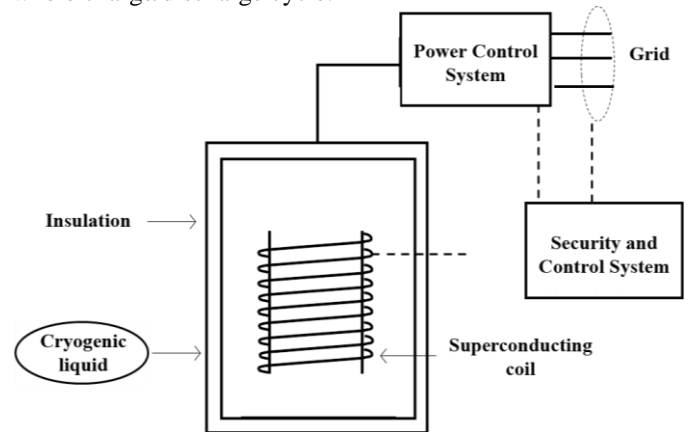 Power Control
System
Grid
Insulation
Security and
Control System
Cryogenic
liquid
Superconducting
coil